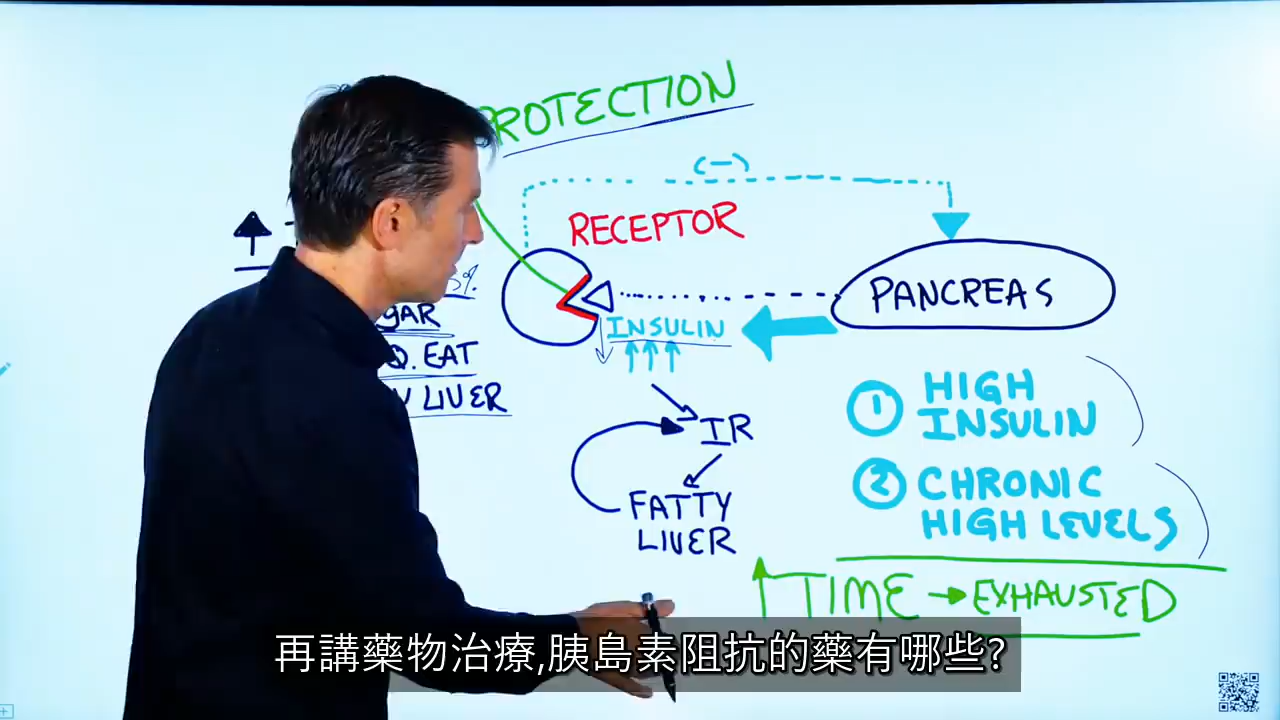 PROTECTION
(-)
RECEPTOR
PANCREAS
INSULIN
EAT
LIVER
IR
FATTY
LIVER
① HIGH
INSULIN
② CHRONIC
HIGH LEVELS
TIME → EXHAUSTED
再講藥物治療,胰島素阻抗的藥有哪些?